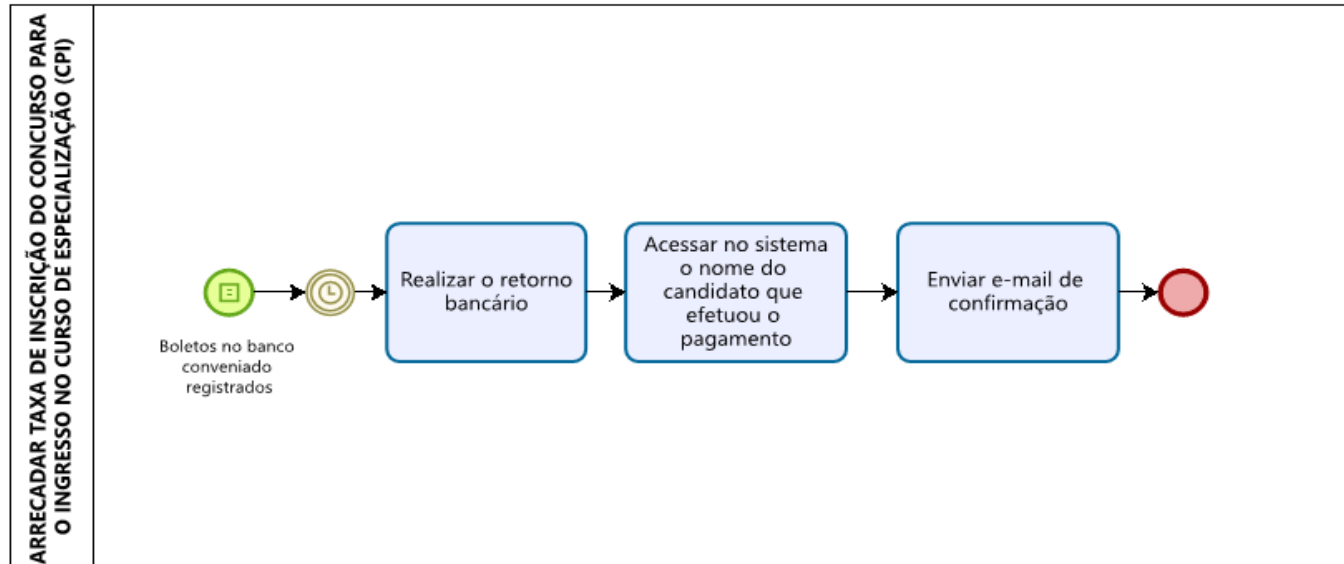 ARRECADAR TAXA DE INSCRIÇÃO DO CONCURSO PARA
O INGRESSO NO CURSO DE ESPECIALIZAÇÃO (CPI)
Boletos no banco
conveniado
registrados
Realizar o retorno
bancário
Acessar no sistema
o nome do
candidato que
efetuou o
pagamento
Enviar e-mail de
confirmação